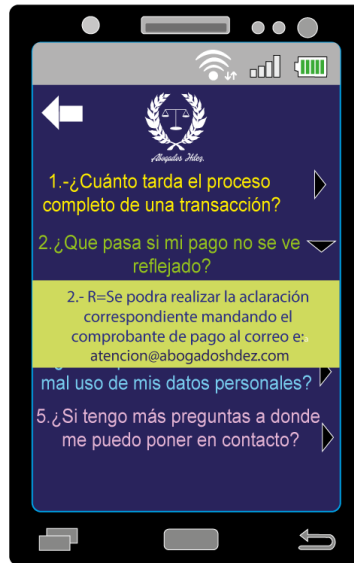 Abogados Hdez.
1.-¿Cuánto tarda el proceso
completo de una transacción?
2.¿Que pasa si mi pago no se ve
reflejado?
2.- R=Se podra realizar la aclaración
correspondiente mandando el
comprobante de pago al correo e:
atencion@abogadoshdez.com
mal uso de mis datos personales?
5.¿Si tengo más preguntas a donde
me puedo poner en contacto?